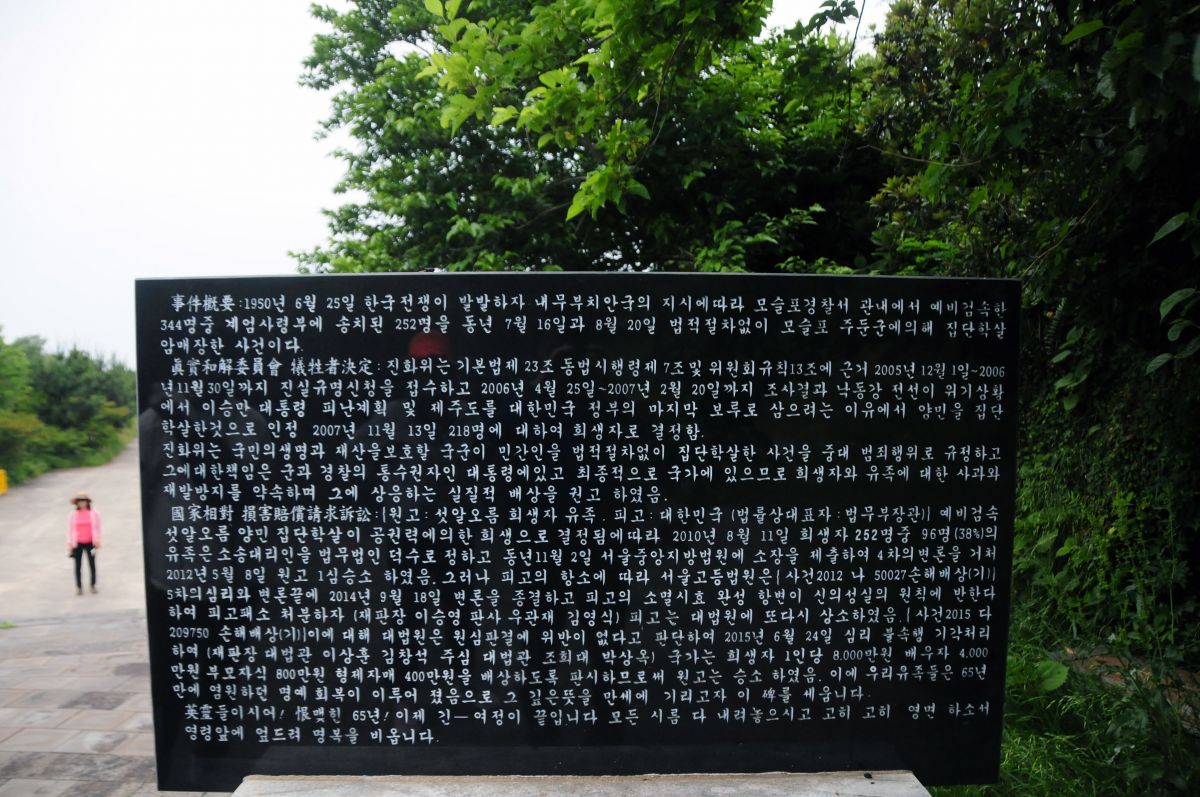 事件概要:1950년 6월 25일 한국전쟁이 발발하자 내무부치안국의 지시에따라 모슬포경찰서 관내에서 예비검속한
344명중 계엄사령부에 송치된 252명을 동년 7월 16일과 8월 20일 법적절차없이 모슬포 주둔군에의해 집단학살
암매장한 사건이다.
眞實和解委員會 犧牲者決定: 진화위는 기본법제 23조 동법시행령제 7조및 위원회규칙13조에 근거 2005년 12월 1일~2006
년11월30일까지 진실규명신청을 접수하고 2006년 4월 25일~2007년 2월 20일까지 조사결과 낙동강 전선이 위기상황
에서 이승만 대통령 피난계획 및 제주도를 대한민국 정부의 마지막 보루로 삼으려는 이유에서 양민을 집단
학살한것으로 인정 2007년 11월 13일 218명에 대하여 희생자로 결정함.
진화위는 국민의생명과 재산을보호할 국군이 민간인을 법적절차없이 집단학살한 사건을 중대 범죄행위로 규정하고
그에대한책임은 군과 경찰의 통수권자인 대통령에있고 최종적으로 국가에 있으므로 희생자와 유족에 대한 사과와
재발방지를 약속하며 그에 상응하는 실질적 배상을 권고 하였음.
國家相對 損害賠償請求訴訟:[원고: 섯알오름 희생자 유족. 피고: 대한민국 (법률상대표자:법무부장관)] 예비검속
섯알오름 양민 집단학살이 공권력에의한 희생으로 결정됨에따라 2010년 8월 11일 희생자 252명중 96명(38%)의
유족은소송대리인을 법무법인 덕수로 정하고 동년11월 2일 서울중앙지방법원에 소장을 제출하여 4차의변론을 거쳐
2012년 5월 8일 원고 1심승소 하였음. 그러나 피고의 항소에 따라 서울고등법원은[사건2012 나 50027손해배상(기)]
5차의심리와 변론끝에 2014년 9월 18일 변론을 종결하고 피고의 소멸시효 완성 항변이 신의성실의 원칙에 반한다
하여 피고패소 처분하자 (재판장 이승영 판사 우관재 김영식) 피고는 대법원에 또다시 상소하였음. [사건2015 다
209750 손해배상(기)]이에 대해 대법원은 원심판결에 위반이 없다고 판단하여 2015년 6월 24일 심리 불속행 기각처리
하여 (재판장 대법관 이상훈 김창석 주심 대법관 조희대 박상옥) 국가는 희생자 1인당 8.000만원 배우자 4.000
만원 부모자식 800만원 형제자매 400만원을 배상하도록 판시하므로써 원고는 승소 하였음. 이에 우리유족들은 65년
만에 염원하던 명예 회복이 이투어 졌음으로 그 깊은뜻을 만세에 기리고자 이 碑를 세웁니다.
英靈들이시어! 恨맺힌 65년! 이제 긴— 여정이 끝입니다 모든 시름 다 내려놓으시고 고히 고히 영면 하소서
영령앞에 엎드려 명복을 비옵니다.